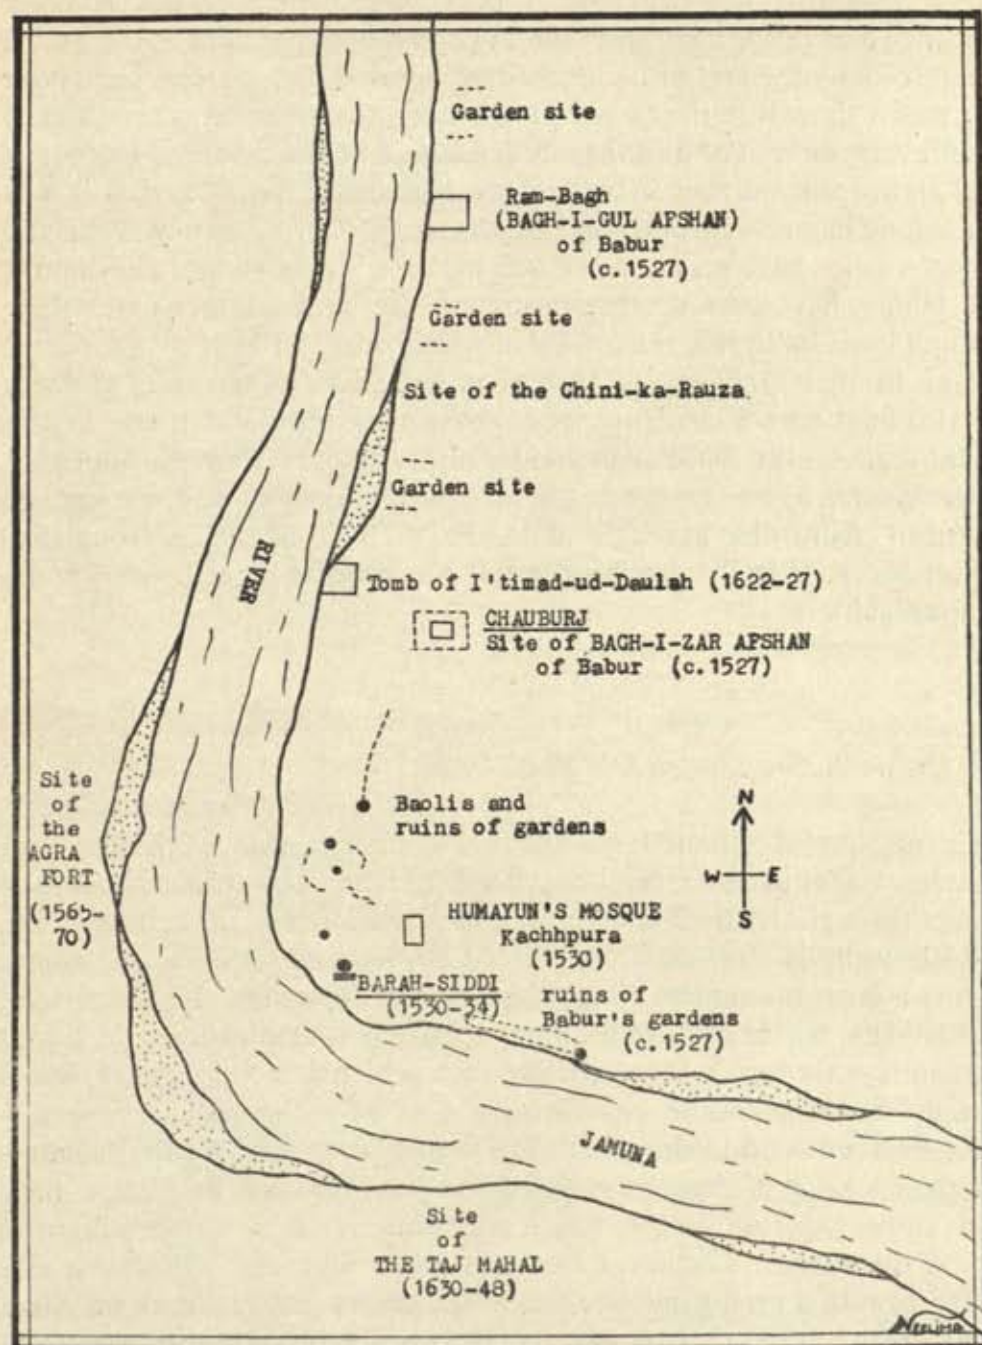 Garden site
Ram-Bagh
(BAGH-I-GUL AFSHAN)
of Babur
(c.1527)
Garden site
Site of the Chini-ka-Rauza
Garden site
RIVER
Tomb of I'timad-ud-Daulah (1622-27)
CHAUBURJ
Site of BAGH-I-ZAR AFSHAN
of Babur (c.1527)
Site
of
the
AGRA
FORT
(1565-
70)
Baolis and
ruins of gardens
N
W E
S
HUMAYUN'S MOSQUE
Kachhpura
(1530)
BARAH-SIDDI
(1530-34)
ruins of
Babur's gardens
(c.1527)
JAMUNA
Site
of
THE TAJ MAHAL
(1630-48)
NEELIMA